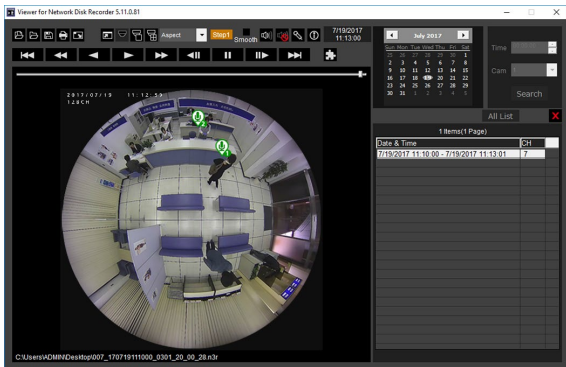 Viewer for Network Disk Recorder 5.11.0.81
Aspect
Step1
Smooth
7/19/2017
11:13:00
2017/07/19 11:12:59
128CH
2
1
C:\Users\ADMIN\Desktop\007_170719111000_0301_20_00_28.n3r
July 2017
Sun Mon Tue Wed Thu Fri Sat
25 26 27 28 29 30 1
2 3 4 5 6 7 8
9 10 11 12 13 14 15
16 17 18 19 20 21 22
23 24 25 26 27 28 29
30 31 1 2 3 4 5
Time
Cam
Search
All List
X
1 Items(1 Page)
Date & Time CH
7/19/2017 11:10:00 - 7/19/2017 11:13:01 7